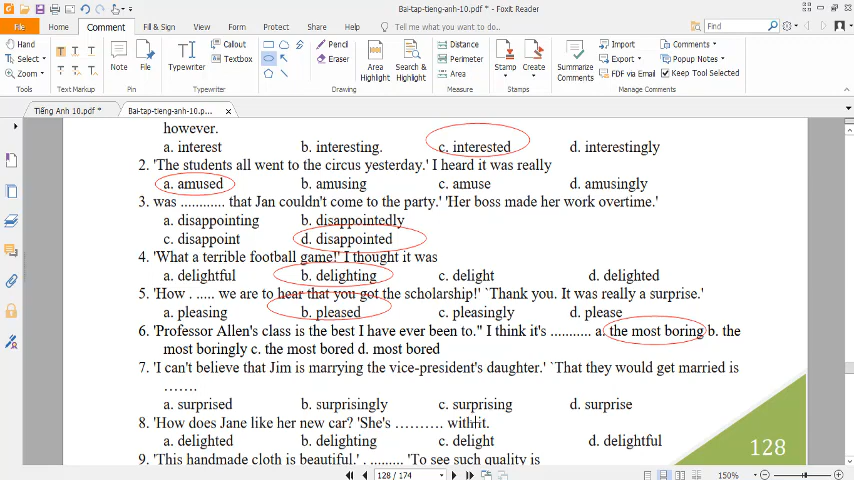 Bai-tap-tieng-anh-10.pdf * - Foxit Reader
File Home Comment Fill & Sign View Form Protect Share Help Tell me what you want to do... Find
Hand Select Zoom
T T T T T T
Note File
Typewriter Callout Textbox
Pencil Eraser
Area Highlight Search & Highlight
Distance Perimeter Area
Stamp Create
Summarize Comments Import Export FDF via Email
Comments Popup Notes Keep Tool Selected
Tools Text Markup Pin Typewriter Drawing Measure Stamps Manage Comments
Tiếng Anh 10.pdf * Bai-tap-tieng-anh-10.p...
however.
a. interest b. interesting. c. interested d. interestingly
2. 'The students all went to the circus yesterday.' I heard it was really
a. amused b. amusing c. amuse d. amusingly
3. was ............ that Jan couldn't come to the party.' 'Her boss made her work overtime.'
a. disappointing b. disappointedly
c. disappoint d. disappointed
4. 'What a terrible football game!' I thought it was
a. delightful b. delighting c. delight d. delighted
5. 'How . ..... we are to hear that you got the scholarship!' `Thank you. It was really a surprise.'
a. pleasing b. pleased c. pleasingly d. please
6. 'Professor Allen's class is the best I have ever been to." I think it's ........... a. the most boring b. the
most boringly c. the most bored d. most bored
7. 'I can't believe that Jim is marrying the vice-president's daughter.' `That they would get married is
…….
a. surprised b. surprisingly c. surprising d. surprise
8. 'How does Jane like her new car? 'She's ………. with it.
a. delighted b. delighting c. delight d. delightful
9. 'This handmade cloth is beautiful.' . ......... 'To see such quality is
128
128 / 174 150%